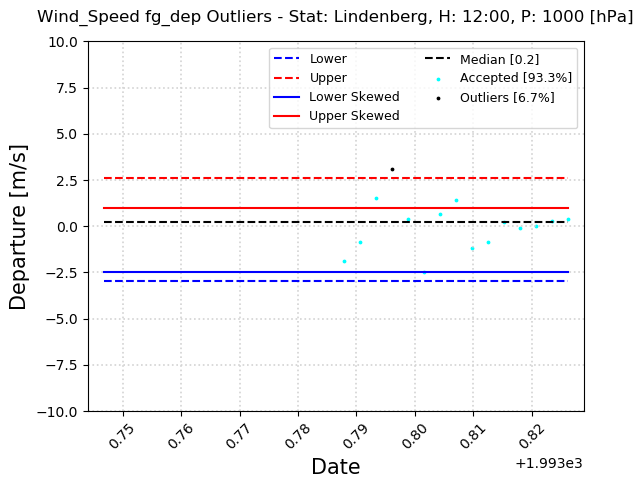 Wind_Speed fg_dep Outliers - Stat: Lindenberg, H: 12:00, P: 1000 [hPa]
Lower
Upper
Lower Skewed
Upper Skewed
Median [0.2]
Accepted [93.3%]
Outliers [6.7%]
Departure [m/s]
10.0
7.5
5.0
2.5
0.0
−2.5
−5.0
−7.5
−10.0
0.75
0.76
0.77
0.78
0.79
0.80
0.81
0.82
+1.993e3
Date